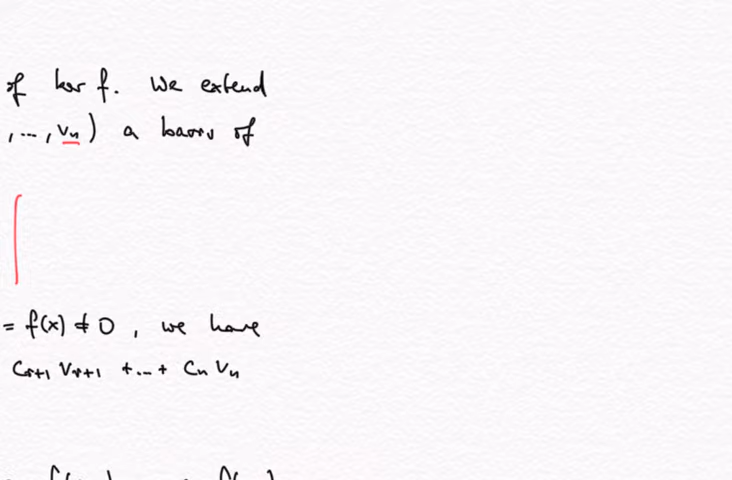 of ker f. We extend
, ..., vn) a basis of
= f(x) ≠ 0, we have
cr+1 vr+1 + ... + cn vn